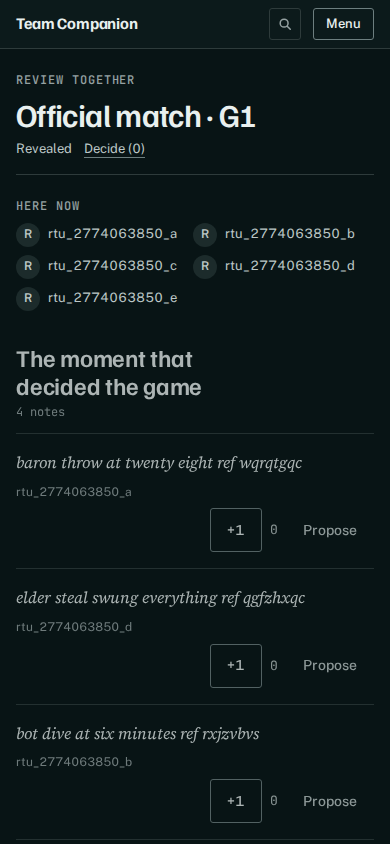 Team Companion
Menu
REVIEW TOGETHER
Official match · G1
Revealed Decide (0)
HERE NOW
R rtu_2774063850_a R rtu_2774063850_b
R rtu_2774063850_c R rtu_2774063850_d
R rtu_2774063850_e
The moment that
decided the game
4 notes
baron throw at twenty eight ref wqrqtgqc
rtu_2774063850_a
+1 0 Propose
elder steal swung everything ref qgfzhxqc
rtu_2774063850_d
+1 0 Propose
bot dive at six minutes ref rxjzvbvs
rtu_2774063850_b
+1 0 Propose